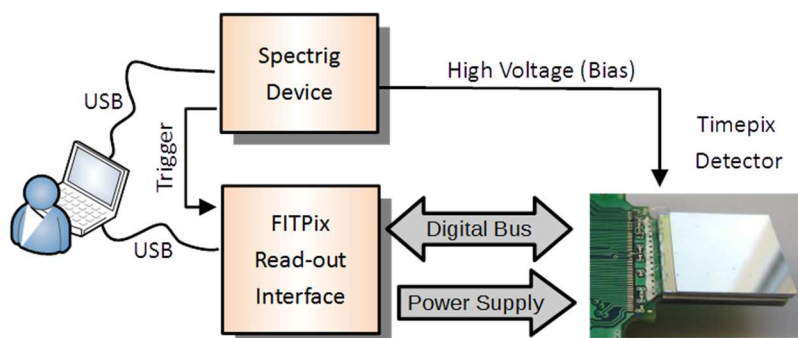 Spectrig
Device
High Voltage (Bias)
USB
Timepix
Detector
Trigger
FITPix
Read-out
Interface
Digital Bus
USB
Power Supply